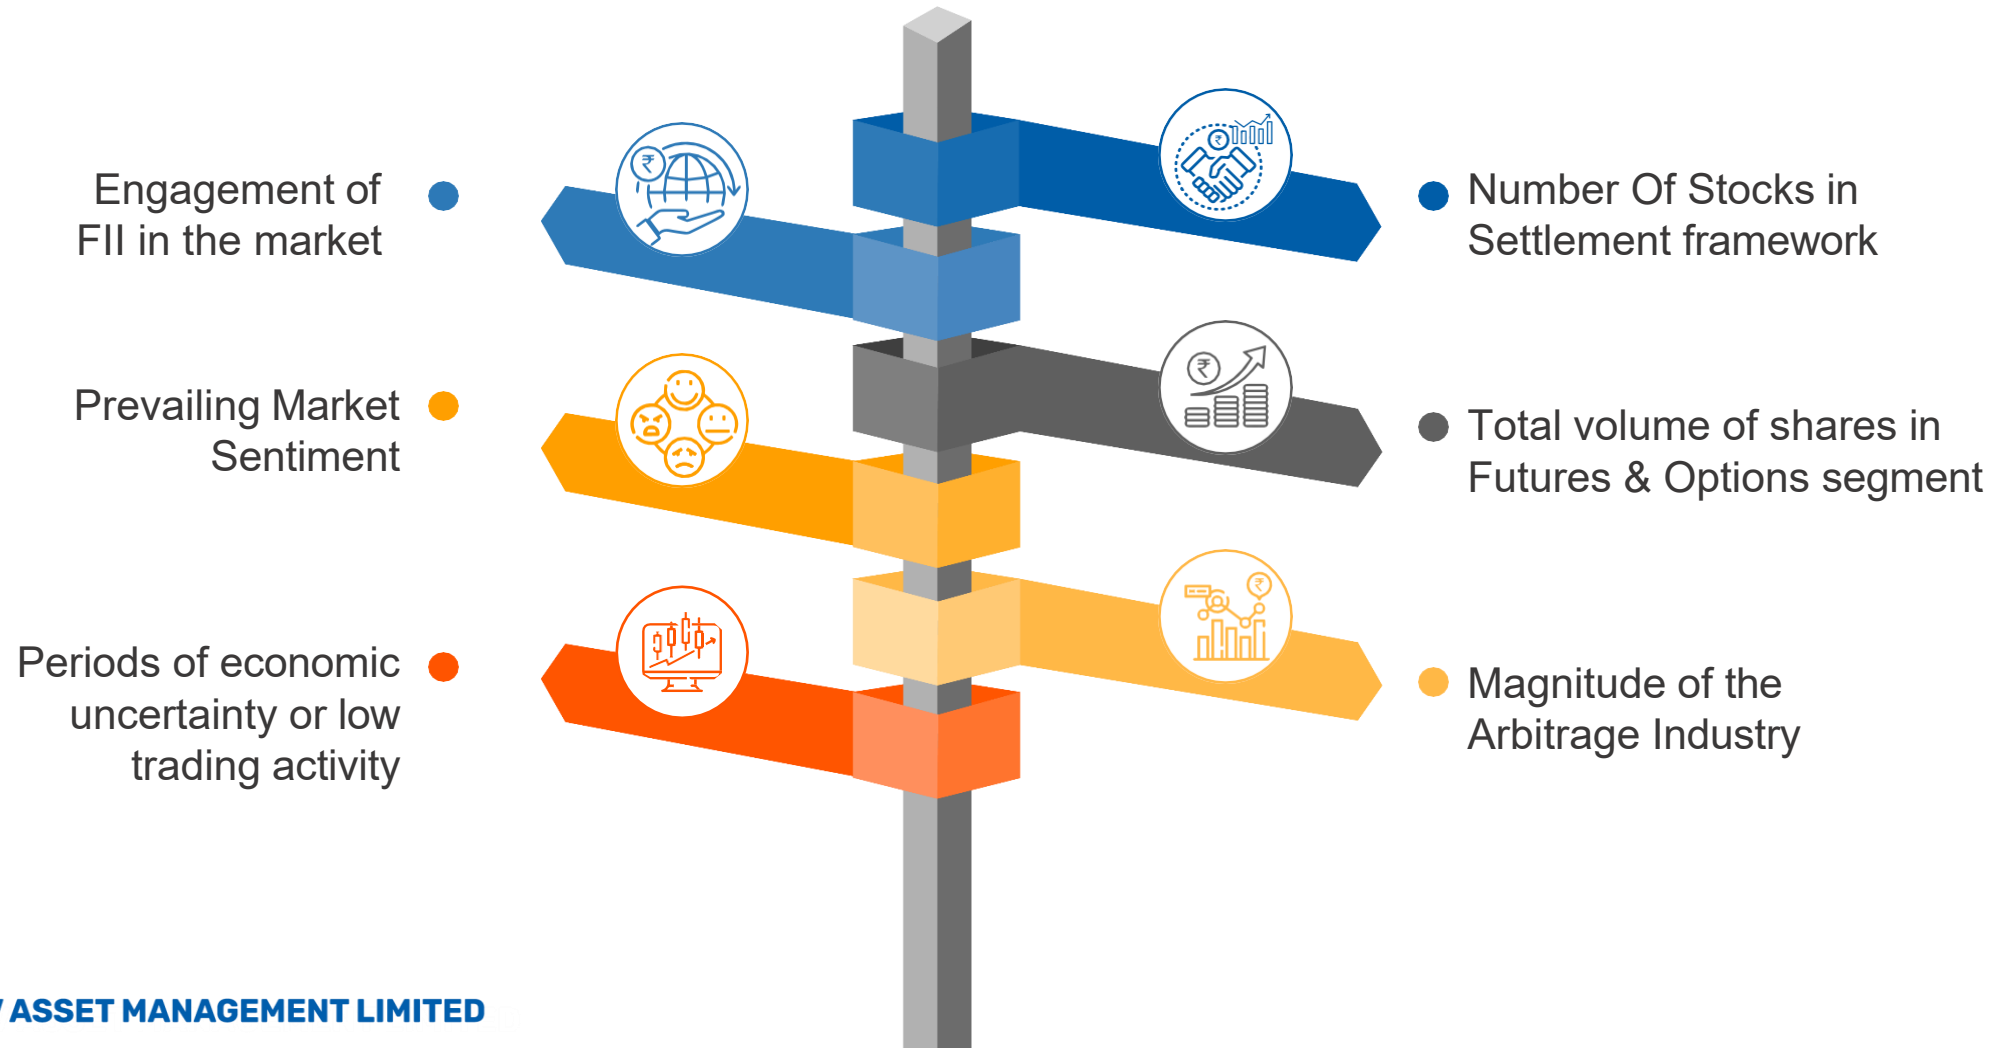 Engagement of
FII in the market
Number Of Stocks in
Settlement framework
Prevailing Market
Sentiment
Total volume of shares in
Futures & Options segment
Periods of economic
uncertainty or low
trading activity
Magnitude of the
Arbitrage Industry
ASSET MANAGEMENT LIMITED